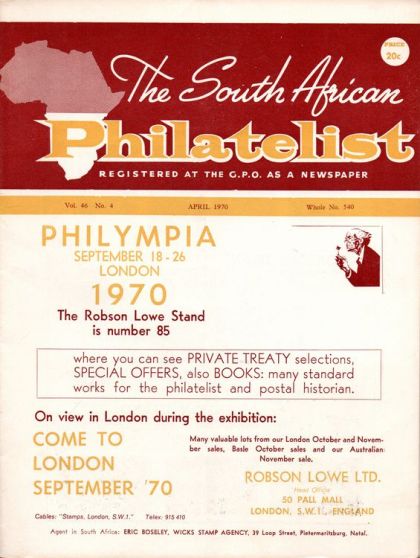 PRICE
20c
The South African
Philatelist
REGISTERED AT THE G.P.O. AS A NEWSPAPER
Vol. 46 No. 4
APRIL 1970
Whole No. 540
PHILYMPIA
SEPTEMBER 18 - 26
LONDON
1970
The Robson Lowe Stand
is number 85
where you can see PRIVATE TREATY selections,
SPECIAL OFFERS, also BOOKS: many standard
works for the philatelist and postal historian.
On view in London during the exhibition:
COME TO
LONDON
SEPTEMBER '70
Many valuable lots from our London October and Novem-
ber sales, Basle October sales and our Australian
November sale.
ROBSON LOWE LTD.
Head Office
50 PALL MALL
LONDON, S.W.1. ENGLAND
Cables: "Stamps, London, S.W.1." Telex: 915 410
Agent in South Africa: ERIC BOSELEY, WICKS STAMP AGENCY, 39 Loop Street, Pietermaritzburg, Natal.